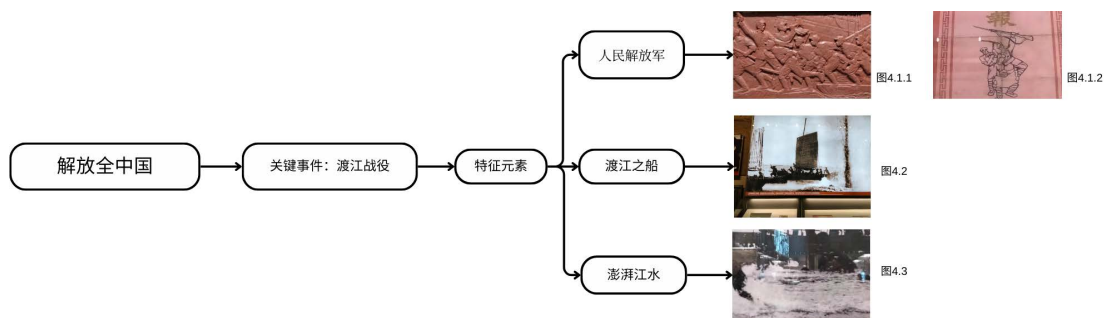 解放全中国
关键事件：渡江战役
特征元素
人民解放军
图4.1.1
報
图4.1.2
渡江之船
图4.2
澎湃江水
图4.3